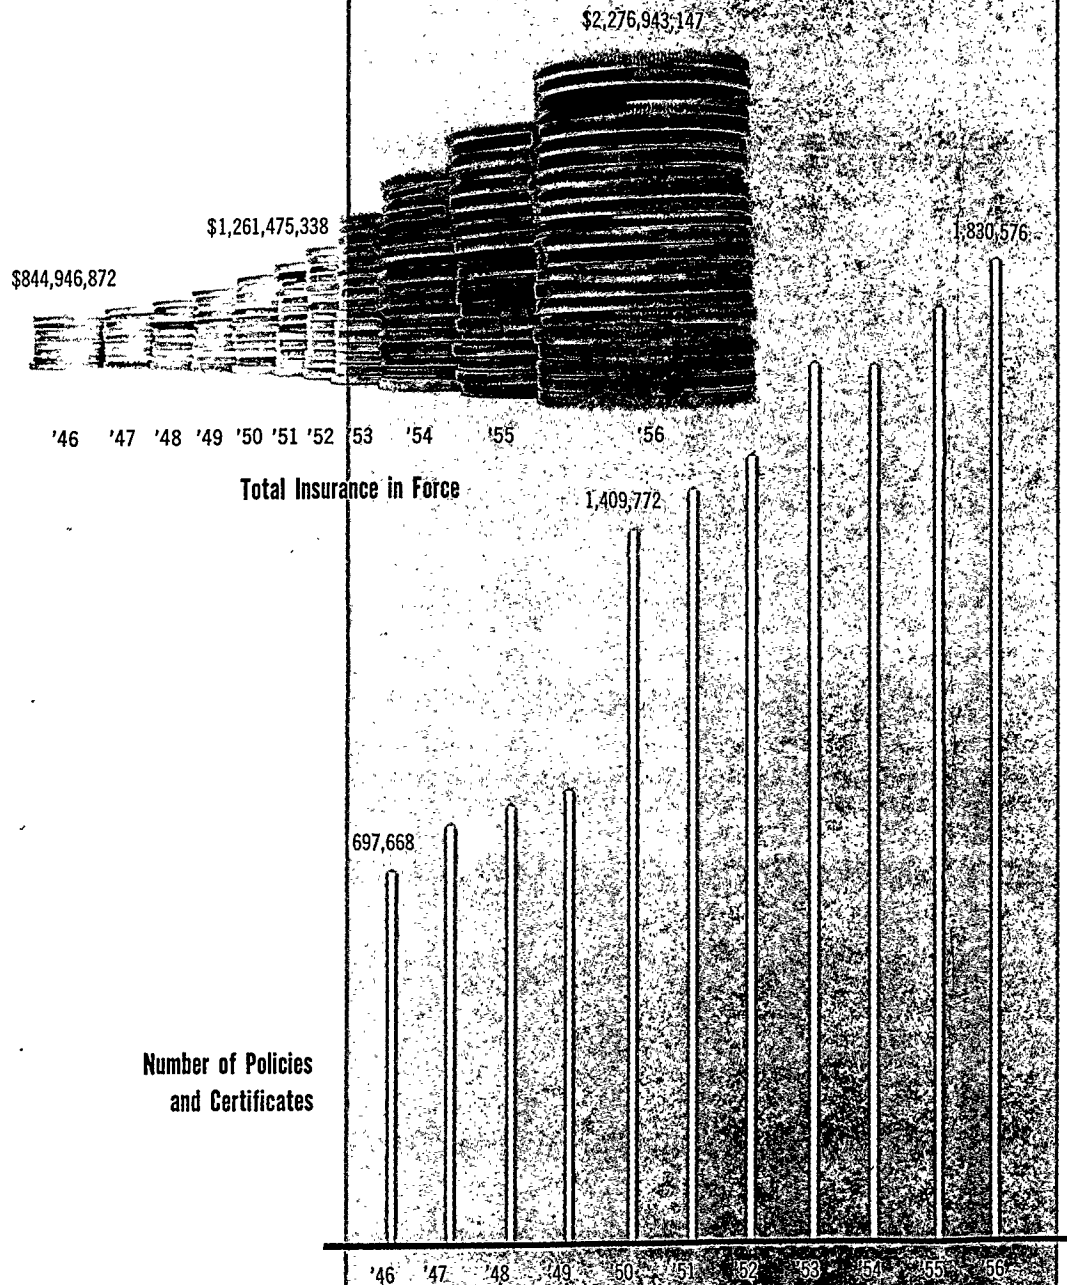 $2,276,943,147
$1,261,475,338
$844,946,872
'46 '47 '48 '49 '50 '51 '52 '53 '54 '55 '56
Total Insurance in Force
1,830,576
1,409,772
697,668
Number of Policies
and Certificates
'46 '47 '48 '49 '50 '51 '52 '53 '54 '55 '56